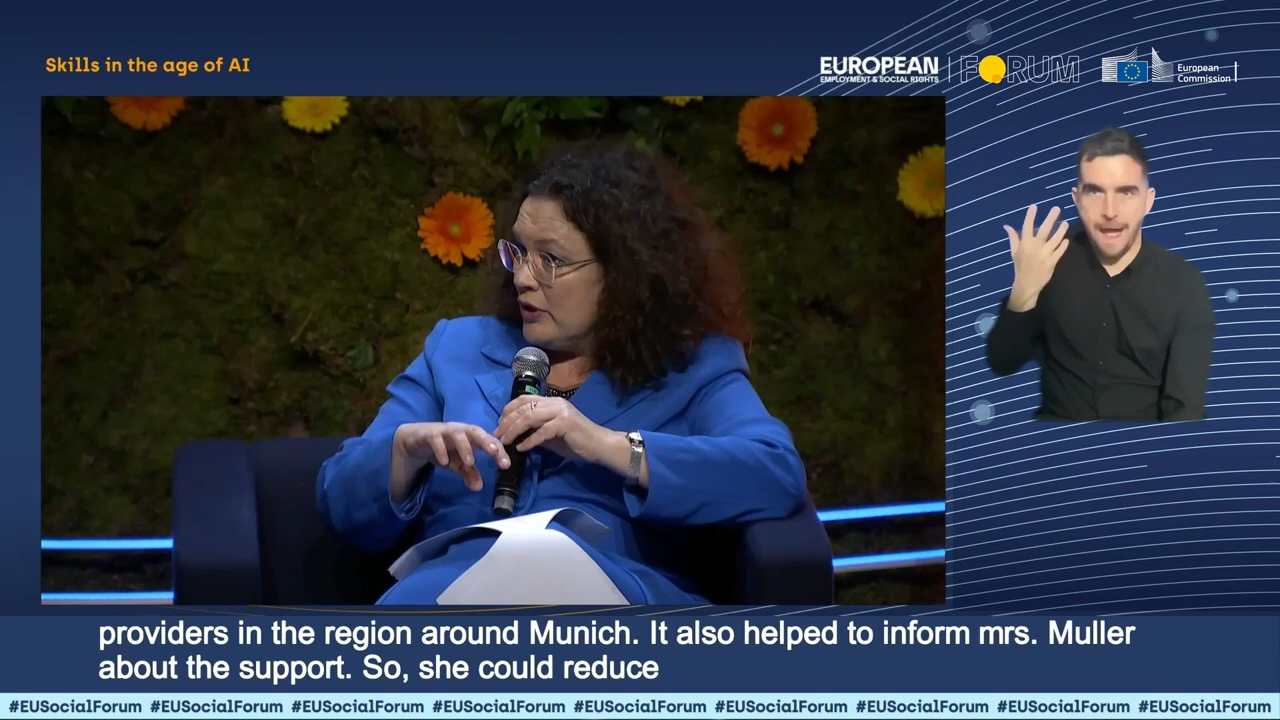 Skills in the age of AI
EUROPEAN
EMPLOYMENT & SOCIAL RIGHTS
FORUM
European
Commission
providers in the region around Munich. It also helped to inform mrs. Muller
about the support. So, she could reduce
#EUSocialForum #EUSocialForum #EUSocialForum #EUSocialForum #EUSocialForum #EUSocialForum #EUSocialForum #EUSocialForum #EUSocialForum